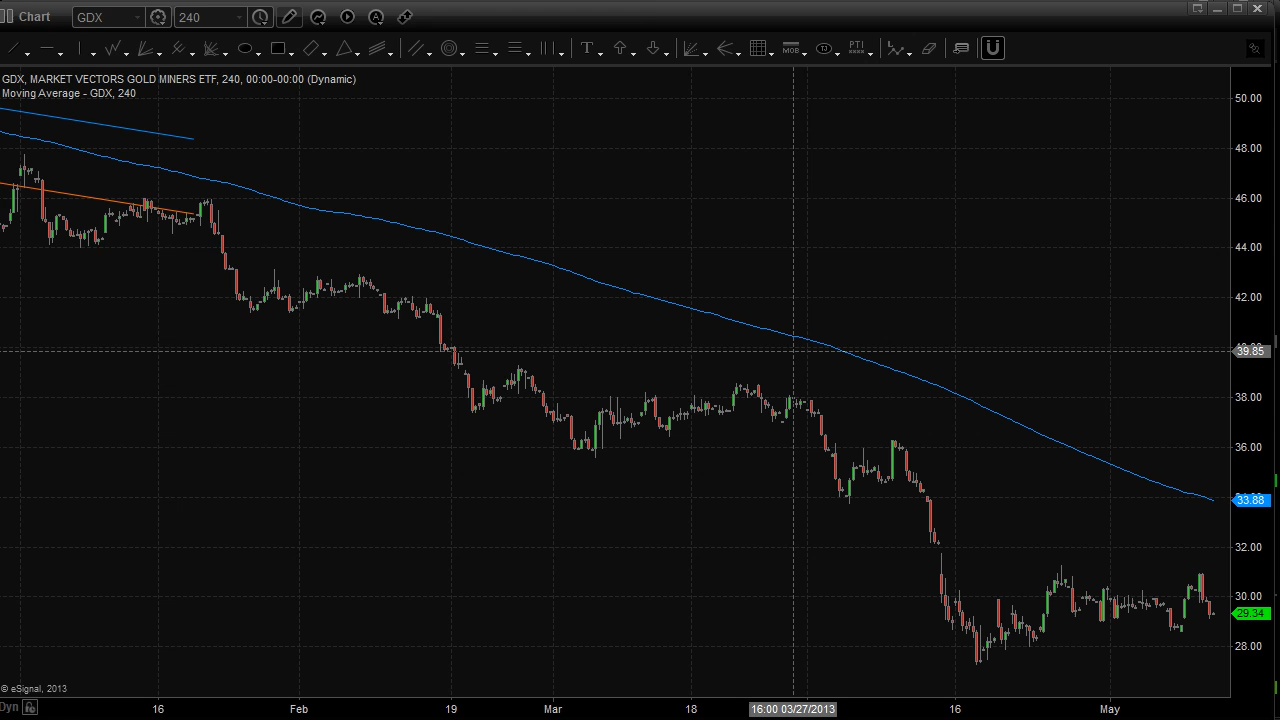 Chart GDX 240
T MOB TJ PTI
GDX, MARKET VECTORS GOLD MINERS ETF, 240, 00:00-00:00 (Dynamic)
Moving Average - GDX, 240
50.00
48.00
46.00
44.00
42.00
39.85
38.00
36.00
33.88
32.00
30.00
29.34
28.00
© eSignal, 2013
Dyn 16 Feb 19 Mar 18 16:00 03/27/2013 16 May